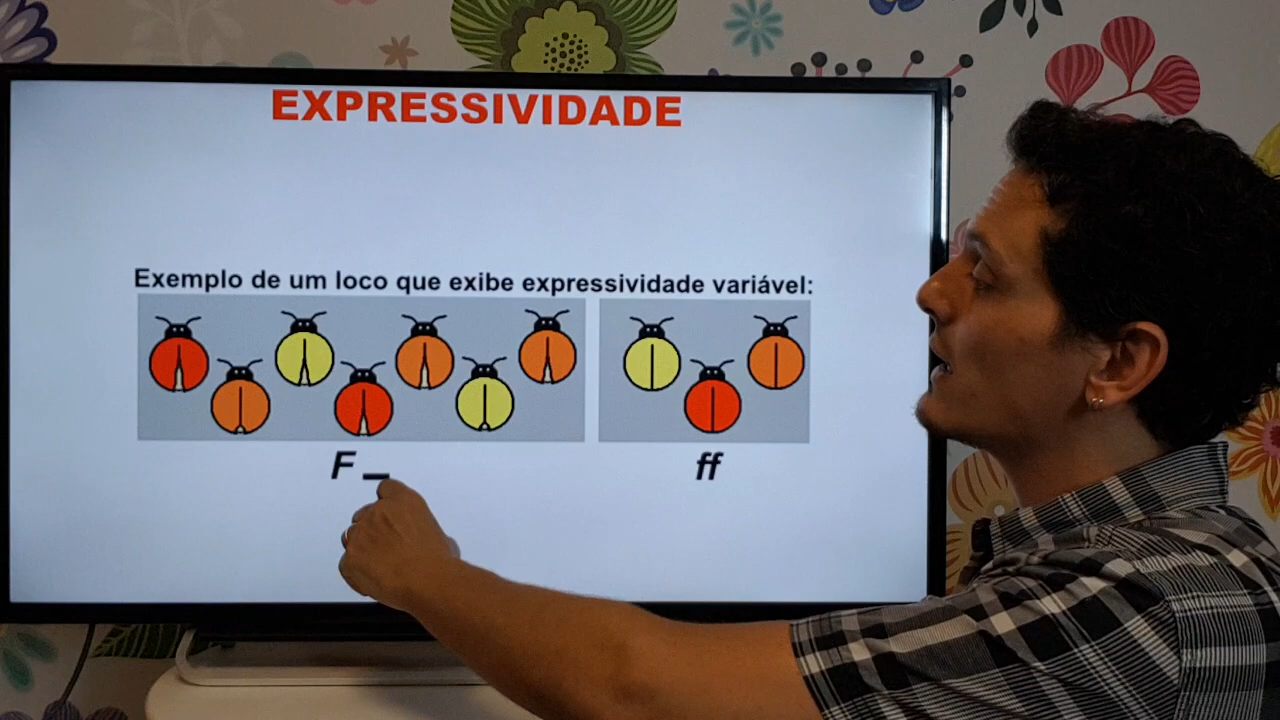 EXPRESSIVIDADE
Exemplo de um loco que exibe expressividade variável:
F _
ff